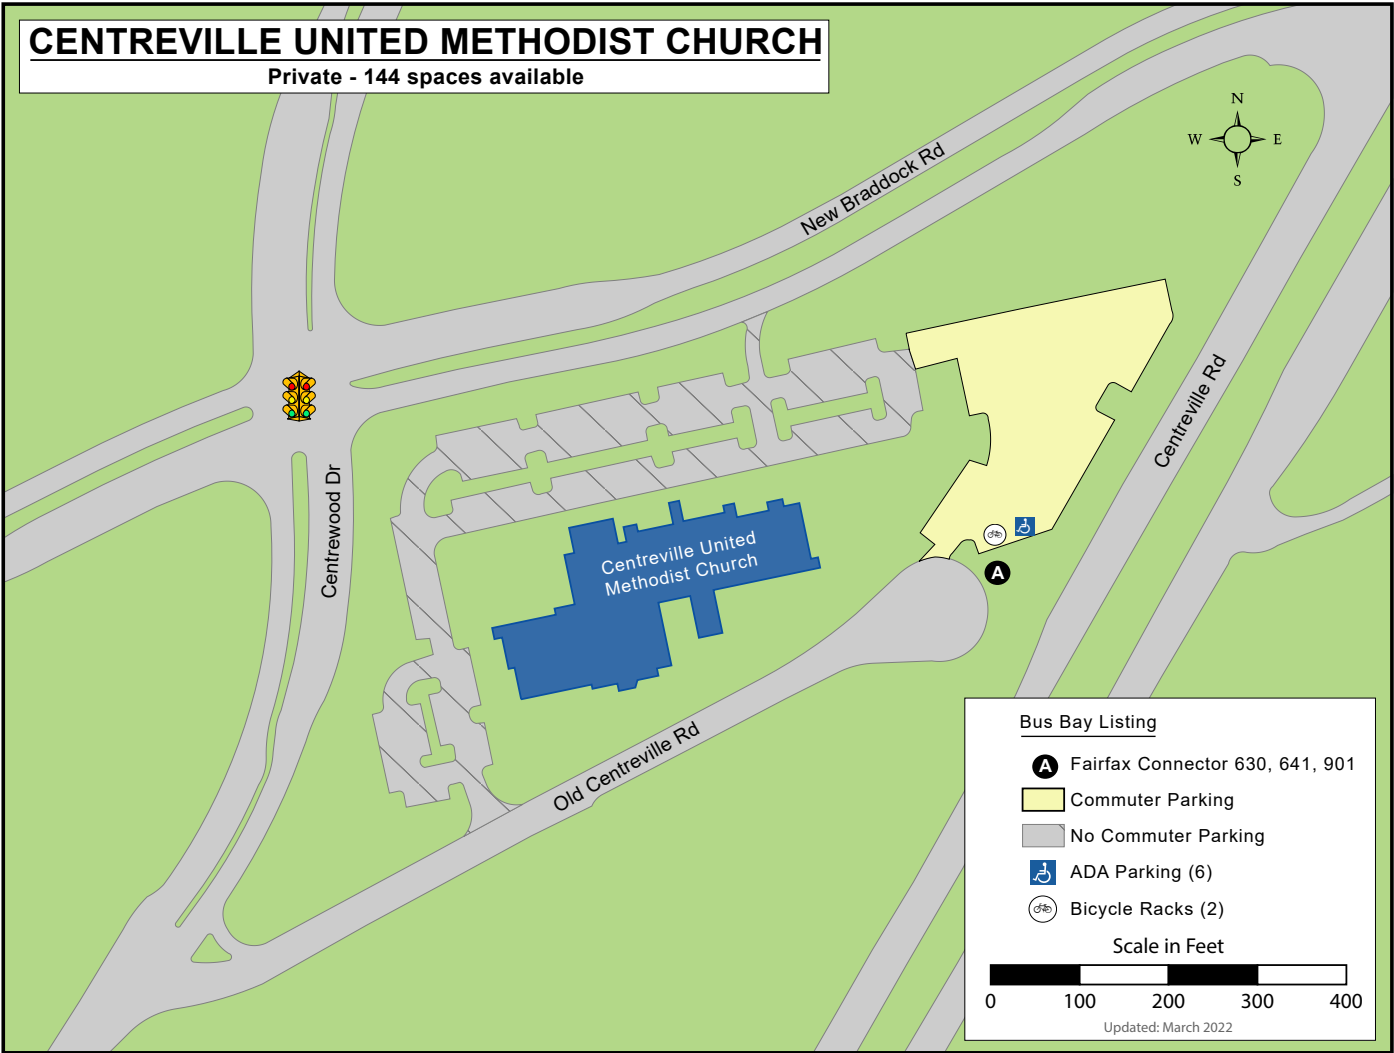 CENTREVILLE UNITED METHODIST CHURCH
Private - 144 spaces available
N
W
E
S
New Braddock Rd
Centreville Rd
Centrewood Dr
Centreville United
Methodist Church
A
Old Centreville Rd
Bus Bay Listing
A Fairfax Connector 630, 641, 901
Commuter Parking
No Commuter Parking
ADA Parking (6)
Bicycle Racks (2)
Scale in Feet
0 100 200 300 400
Updated: March 2022